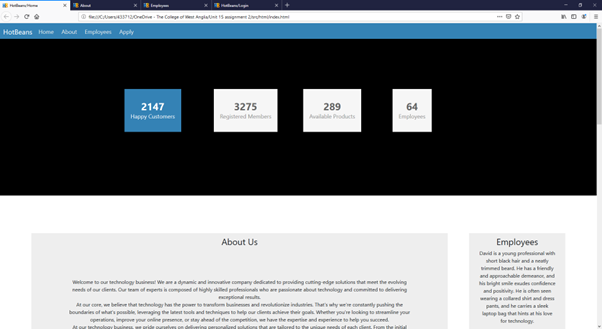 HotBeans/Home
About
Employees
HotBeans/Login
file:///C:/Users/433712/OneDrive - The College of West Anglia/Unit 15 assignment 2/src/html/index.html
HotBeans Home About Employees Apply
2147
Happy Customers
3275
Registered Members
289
Available Products
64
Employees
About Us
Welcome to our technology business! We are a dynamic and innovative company dedicated to providing cutting-edge solutions that meet the evolving
needs of our clients. Our team of experts is composed of highly skilled professionals who are passionate about technology and committed to delivering
exceptional results.
At our core, we believe that technology has the power to transform businesses and revolutionize industries. That's why we're constantly pushing the
boundaries of what's possible, leveraging the latest tools and techniques to help our clients achieve their goals. Whether you're looking to streamline your
operations, improve your online presence, or stay ahead of the competition, we have the expertise and experience to help you succeed.
At our technology business, we pride ourselves on delivering personalized solutions that are tailored to the unique needs of each client. From the initial
Employees
David is a young professional with
short black hair and a neatly
trimmed beard. He has a friendly
and approachable demeanor, and
his bright smile exudes confidence
and positivity. He is often seen
wearing a collared shirt and dress
pants, and he carries a sleek
laptop bag that hints at his love
for technology.